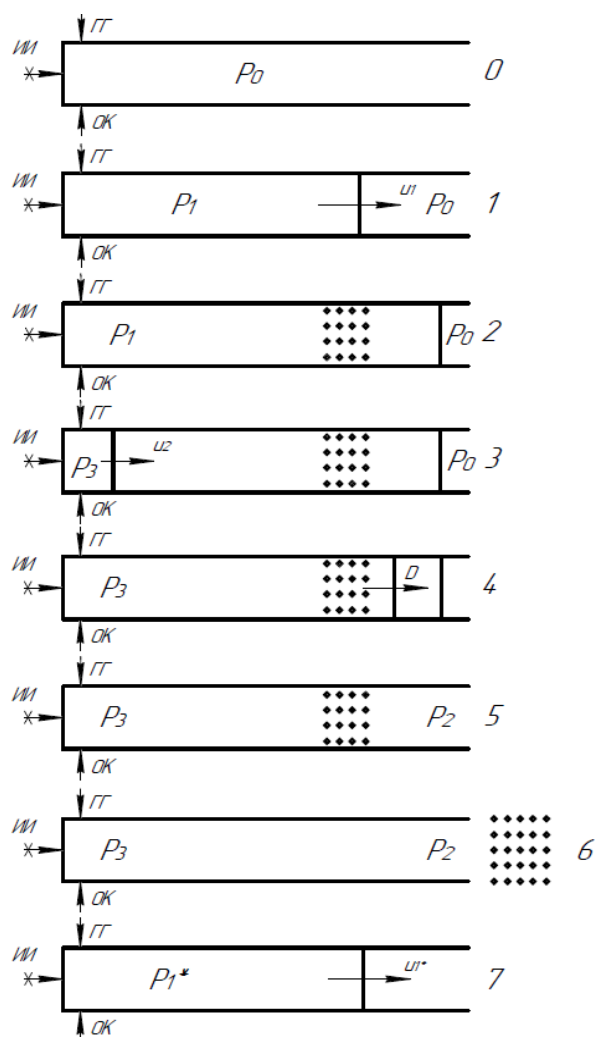 ГГ
ИИ P0 0
ОК
ГГ
ИИ P1 u1 P0 1
ОК
ГГ
ИИ P1 P0 2
ОК
ГГ
ИИ P3 u2 P0 3
ОК
ГГ
ИИ P3 D 4
ОК
ГГ
ИИ P3 P2 5
ОК
ГГ
ИИ P3 P2 6
ОК
ГГ
ИИ P1* u1* 7
ОК